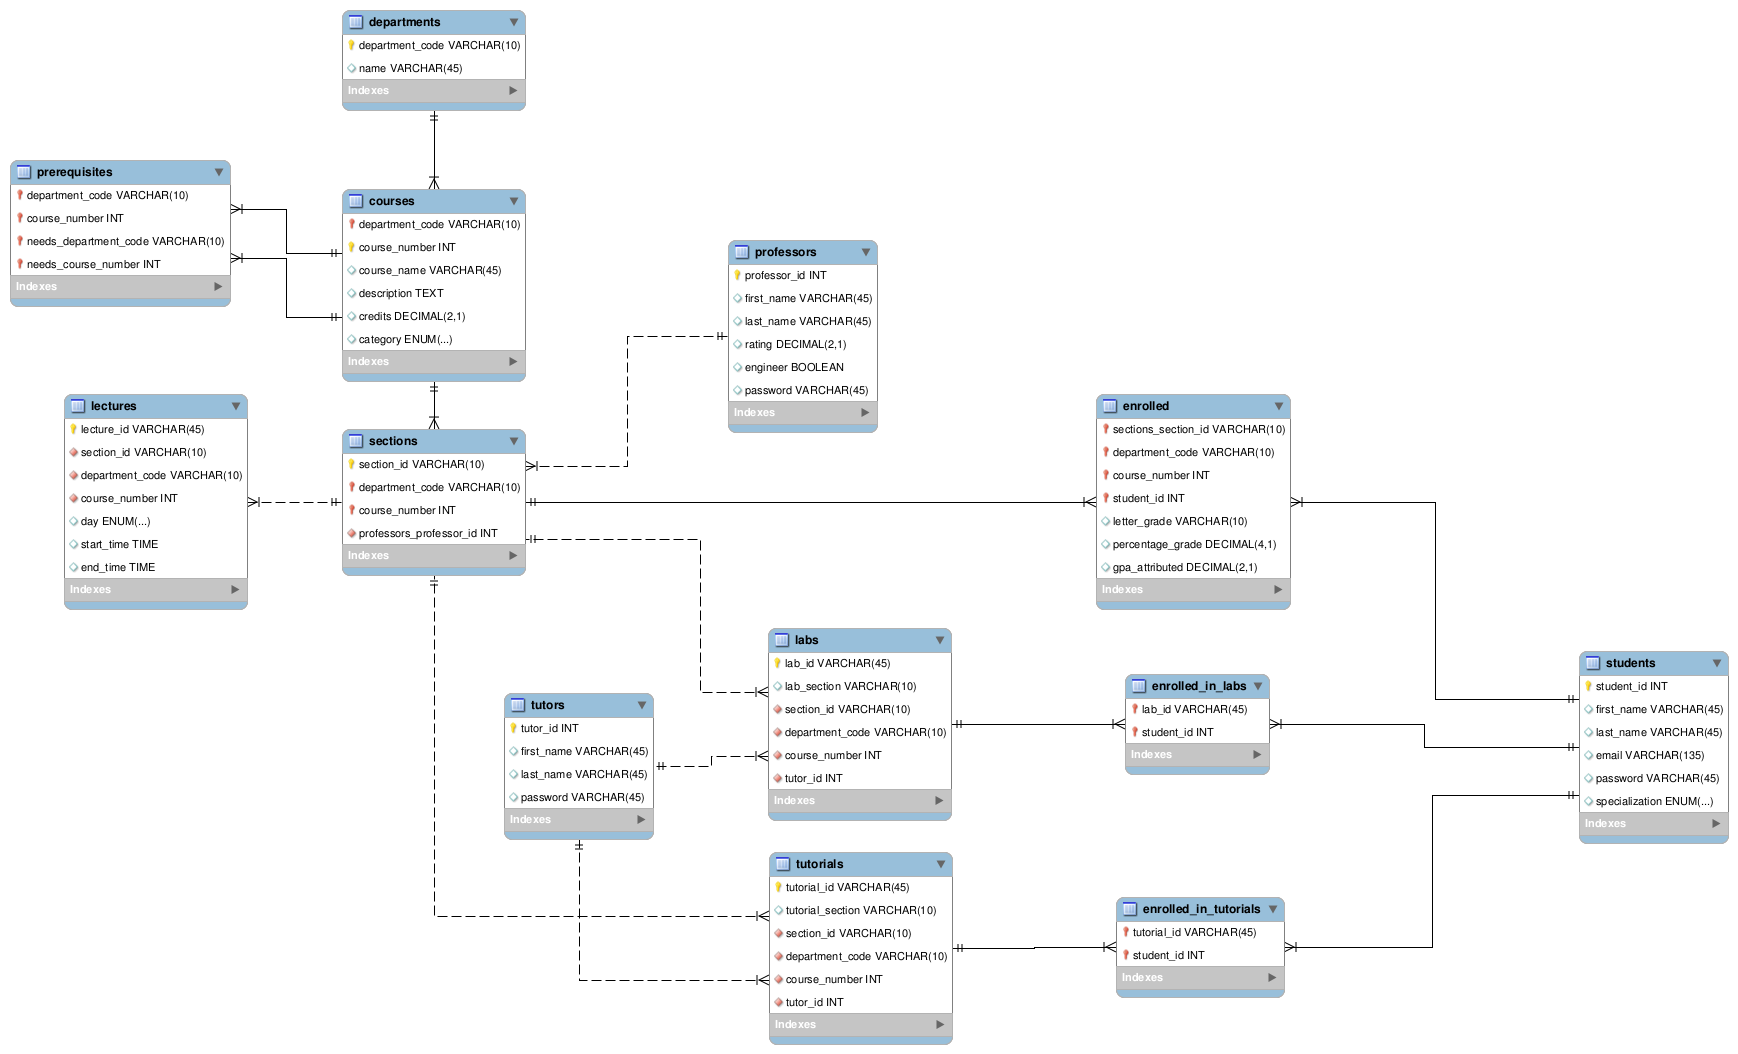 departments
department_code VARCHAR(10)
name VARCHAR(45)
Indexes
prerequisites
department_code VARCHAR(10)
course_number INT
needs_department_code VARCHAR(10)
needs_course_number INT
Indexes
courses
department_code VARCHAR(10)
course_number INT
course_name VARCHAR(45)
description TEXT
credits DECIMAL(2,1)
category ENUM(...)
Indexes
professors
professor_id INT
first_name VARCHAR(45)
last_name VARCHAR(45)
rating DECIMAL(2,1)
engineer BOOLEAN
password VARCHAR(45)
Indexes
lectures
lecture_id VARCHAR(45)
section_id VARCHAR(10)
department_code VARCHAR(10)
course_number INT
day ENUM(...)
start_time TIME
end_time TIME
Indexes
sections
section_id VARCHAR(10)
department_code VARCHAR(10)
course_number INT
professors_professor_id INT
Indexes
enrolled
sections_section_id VARCHAR(10)
department_code VARCHAR(10)
course_number INT
student_id INT
letter_grade VARCHAR(10)
percentage_grade DECIMAL(4,1)
gpa_attributed DECIMAL(2,1)
Indexes
labs
lab_id VARCHAR(45)
lab_section VARCHAR(10)
section_id VARCHAR(10)
department_code VARCHAR(10)
course_number INT
tutor_id INT
Indexes
tutors
tutor_id INT
first_name VARCHAR(45)
last_name VARCHAR(45)
password VARCHAR(45)
Indexes
enrolled_in_labs
lab_id VARCHAR(45)
student_id INT
Indexes
students
student_id INT
first_name VARCHAR(45)
last_name VARCHAR(45)
email VARCHAR(135)
password VARCHAR(45)
specialization ENUM(...)
Indexes
tutorials
tutorial_id VARCHAR(45)
tutorial_section VARCHAR(10)
section_id VARCHAR(10)
department_code VARCHAR(10)
course_number INT
tutor_id INT
Indexes
enrolled_in_tutorials
tutorial_id VARCHAR(45)
student_id INT
Indexes